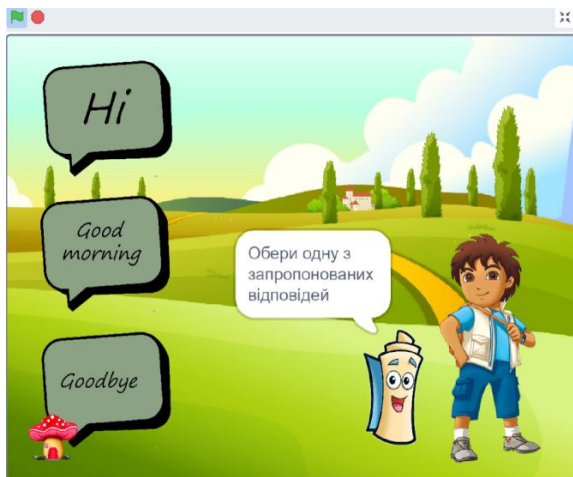 Hi
Good
morning
Обери одну з
запропонованих
відповідей
Goodbye